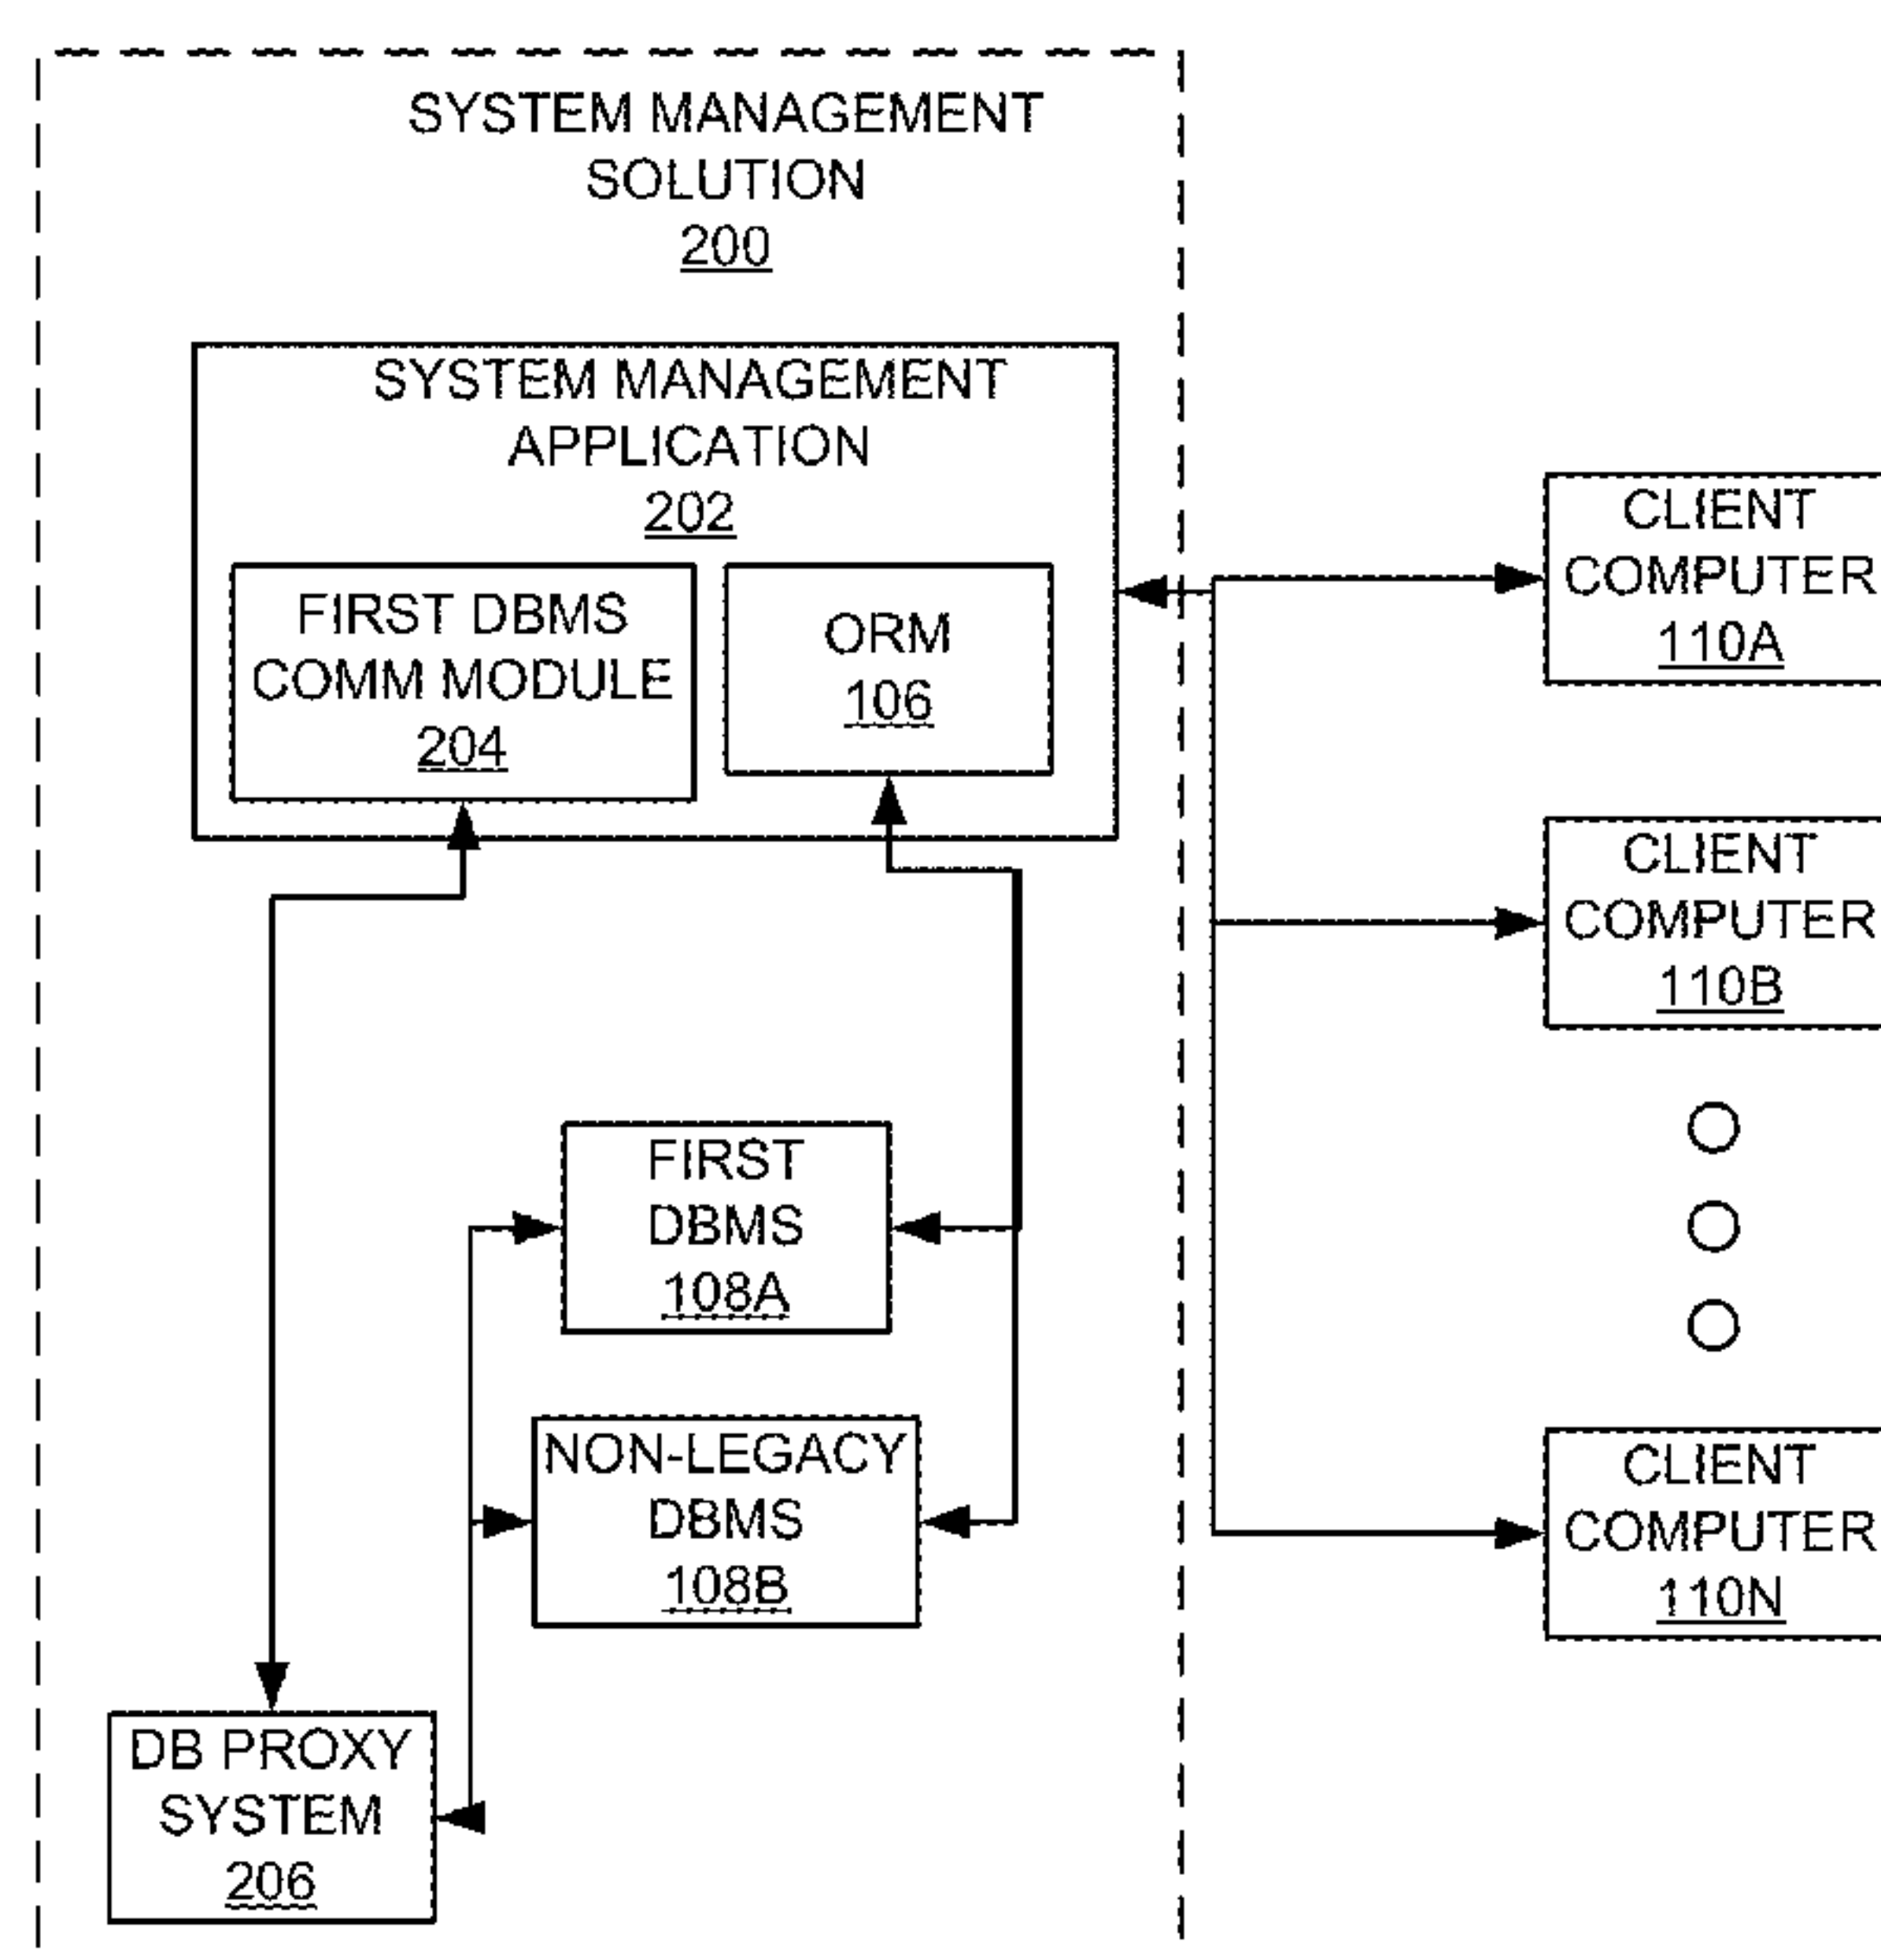 SYSTEM MANAGEMENT
SOLUTION
200
SYSTEM MANAGEMENT
APPLICATION
202
FIRST DBMS
COMM MODULE
204
ORM
106
CLIENT
COMPUTER
110A
CLIENT
COMPUTER
110B
FIRST
DBMS
108A
NON-LEGACY
DBMS
108B
CLIENT
COMPUTER
110N
DB PROXY
SYSTEM
206